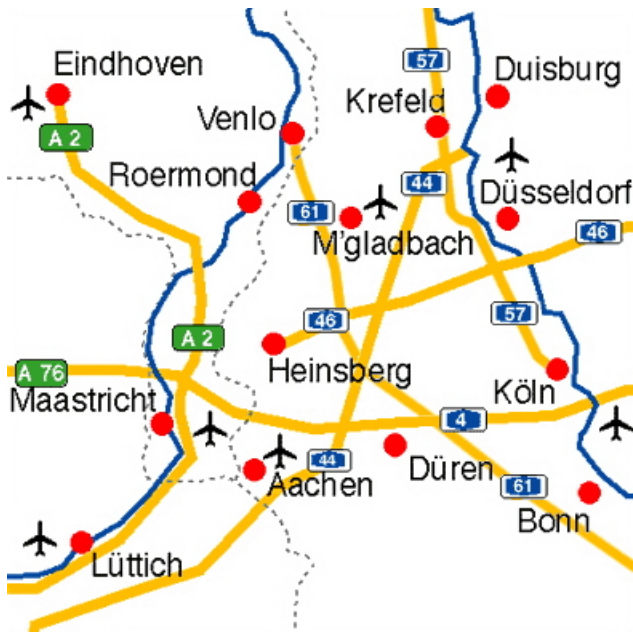 57
Eindhoven
Duisburg
Krefeld
Venlo
A 2
Roermond
44
Düsseldorf
61
M'gladbach
46
46
57
A 2
Heinsberg
A 76
Köln
Maastricht
4
44
Düren
Aachen
61
Bonn
Lüttich